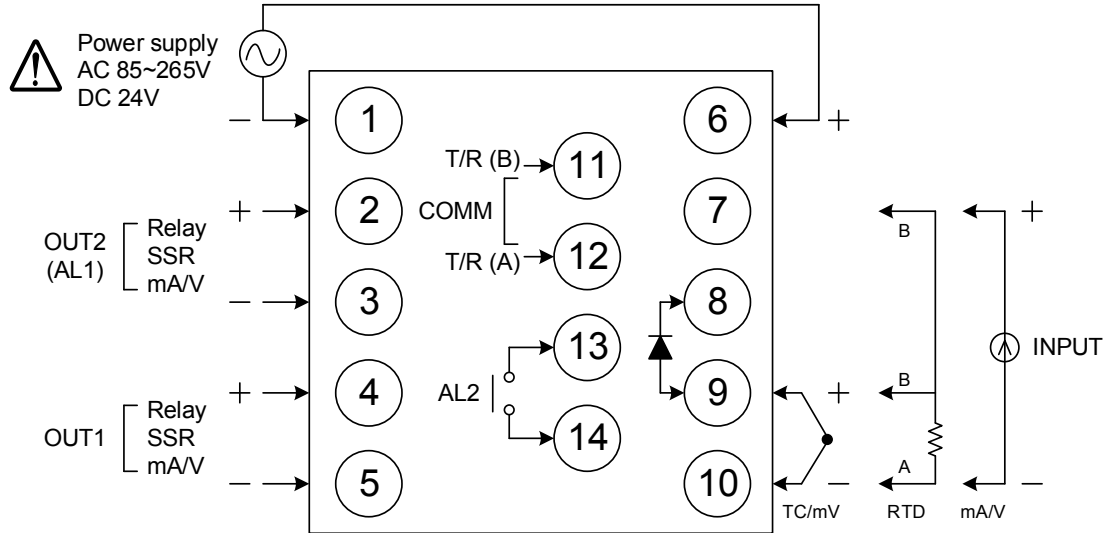 Power supply
AC 85~265V
DC 24V
− 1
6 +
T/R (B) 11
COMM
T/R (A) 12
+ 2
7
B
+
OUT2
(AL1)
Relay
SSR
mA/V
− 3
8
13
AL2
14
INPUT
+ 4
9 +
B
OUT1
Relay
SSR
mA/V
− 5
10 −
A
−
TC/mV
RTD
mA/V